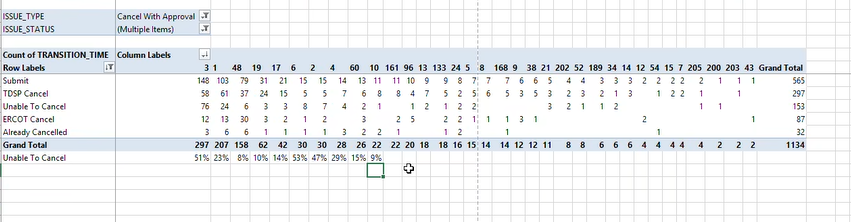 ISSUE_TYPE Cancel With Approval
ISSUE_STATUS (Multiple Items)
Count of TRANSITION_TIME Column Labels
Row Labels 3 1 48 19 17 6 2 4 60 10 161 96 13 133 24 5 8 168 9 38 21 202 52 189 34 14 12 54 15 7 205 200 203 43 Grand Total
Submit 148 103 79 31 21 15 15 14 13 11 11 10 9 9 8 7 7 7 6 6 5 4 4 3 3 3 2 2 2 2 2 1 1 1 565
TDSP Cancel 58 61 37 24 15 5 5 7 6 8 8 4 7 5 2 5 6 5 3 5 3 2 3 2 1 3 1 2 2 1 2 297
Unable To Cancel 76 24 6 3 3 8 7 4 2 1 1 2 1 2 2 3 2 1 1 2 1 1 153
ERCOT Cancel 12 13 30 3 2 1 2 3 2 5 2 2 1 1 1 3 1 2 1 87
Already Cancelled 3 6 6 1 1 1 1 3 2 2 1 1 2 1 1 32
Grand Total 297 207 158 62 42 30 30 28 26 22 22 20 18 18 16 15 14 14 12 12 11 8 8 6 6 6 4 4 4 4 4 2 2 2 1134
Unable To Cancel 51% 23% 8% 10% 14% 53% 47% 29% 15% 9%